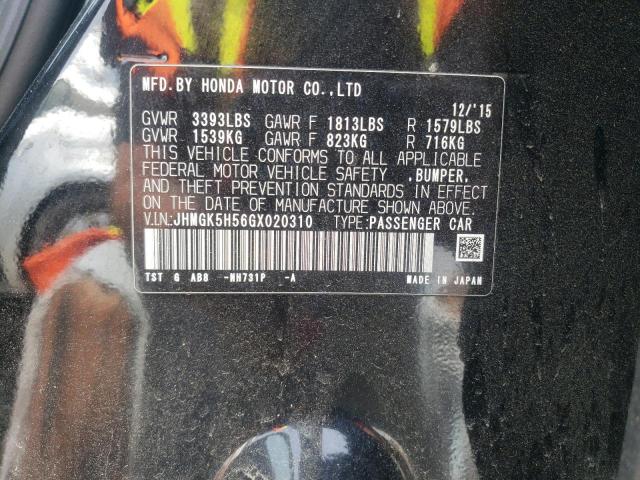 MFD.BY HONDA MOTOR CO.,LTD
12/'15
GVWR 3393LBS GAWR F 1813LBS R 1579LBS
GVWR 1539KG GAWR F 823KG R 716KG
THIS VEHICLE CONFORMS TO ALL APPLICABLE
FEDERAL MOTOR VEHICLE SAFETY ,BUMPER,
AND THEFT PREVENTION STANDARDS IN EFFECT
ON THE DATE OF MANUFACTURE SHOWN ABOVE.
V.IN:JHMGK5H56GX020310 TYPE:PASSENGER CAR
TST G AB8 -NH731P -A MADE IN JAPAN